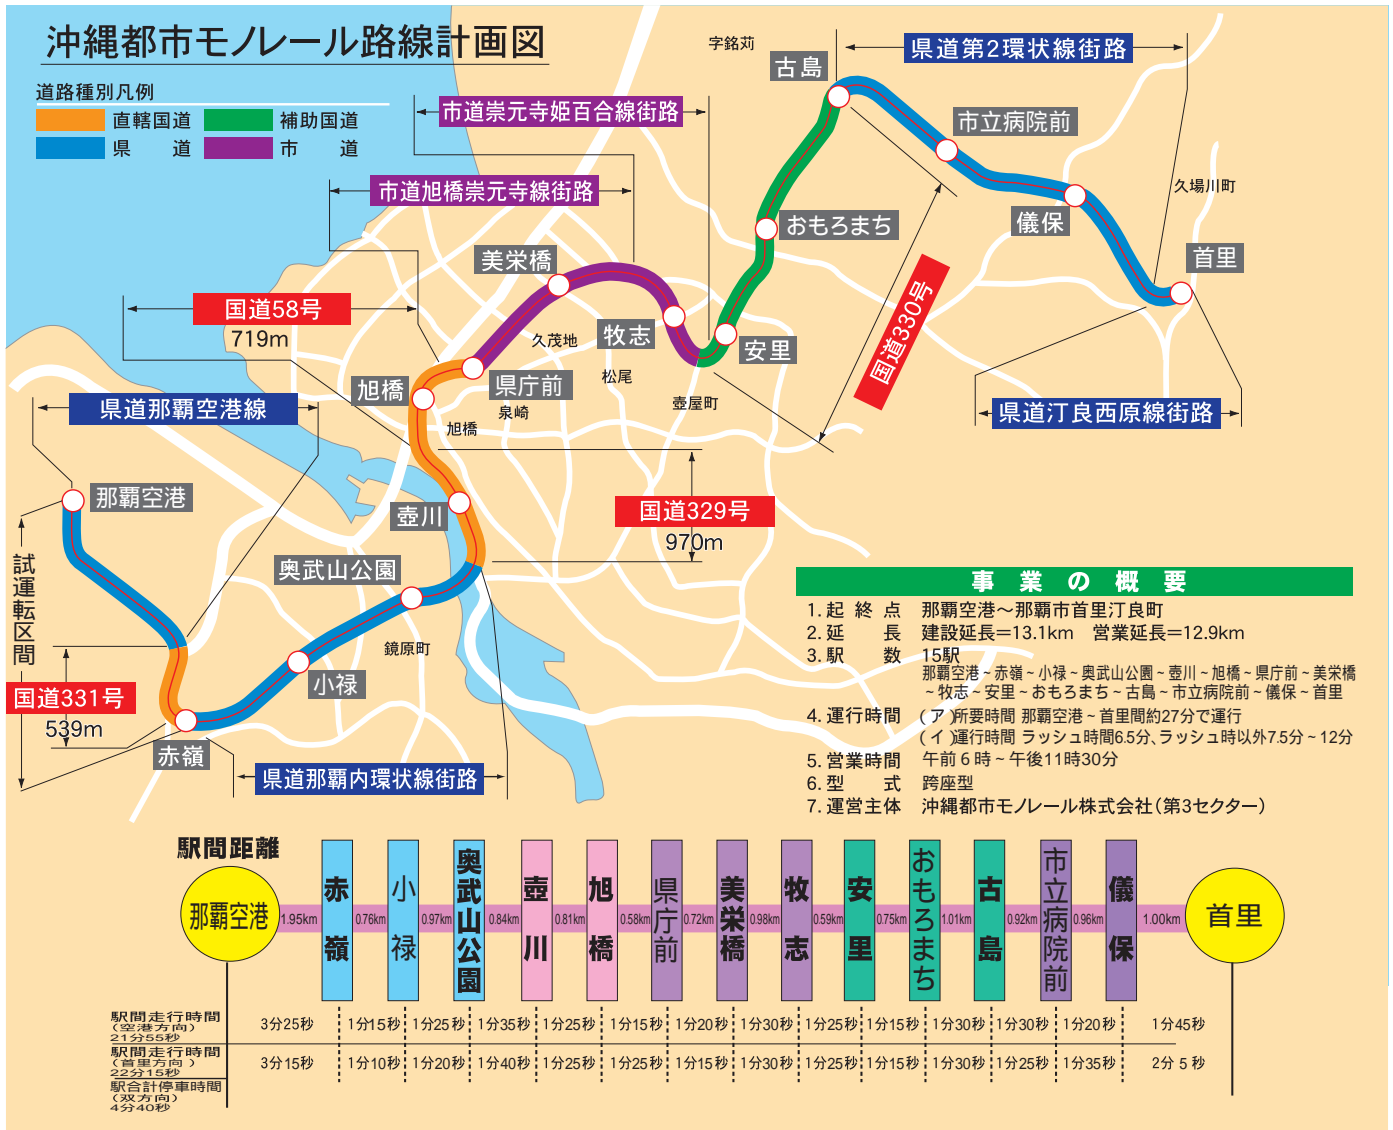 沖縄都市モノレール路線計画図
道路種別凡例
直轄国道
補助国道
県　道
市　道
字銘苅
県道第2環状線街路
古島
市道崇元寺姫百合線街路
市立病院前
市道旭橋崇元寺線街路
久場川町
儀保
おもろまち
美栄橋
首里
国道58号
719m
国道330号
久茂地
牧志
安里
松尾
旭橋
県庁前
泉崎
壺屋町
県道那覇空港線
県道汀良西原線街路
旭橋
那覇空港
壺川
国道329号
970m
試運転区間
奥武山公園
鏡原町
小禄
国道331号
539m
赤嶺
県道那覇内環状線街路
事業の概要
1. 起終点 那覇空港～那覇市首里汀良町
2. 延　長 建設延長＝13.1km 営業延長＝12.9km
3. 駅　数 15駅
那覇空港～赤嶺～小禄～奥武山公園～壺川～旭橋～県庁前～美栄橋
～牧志～安里～おもろまち～古島～市立病院前～儀保～首里
4. 運行時間 (ア)所要時間 那覇空港～首里間約27分で運行
(イ)運行時間 ラッシュ時間6.5分、ラッシュ時以外7.5分～12分
5. 営業時間 午前6時～午後11時30分
6. 型　式 跨座型
7. 運営主体 沖縄都市モノレール株式会社（第3セクター）
駅間距離
那覇空港 1.95km 赤嶺 0.76km 小禄 0.97km 奥武山公園 0.84km 壺川 0.81km 旭橋 0.58km 県庁前 0.72km 美栄橋 0.98km 牧志 0.59km 安里 0.75km おもろまち 1.01km 古島 0.92km 市立病院前 0.96km 儀保 1.00km 首里
駅間走行時間
(空港方向)
21分55秒
3分25秒 1分15秒 1分25秒 1分35秒 1分25秒 1分15秒 1分20秒 1分30秒 1分25秒 1分15秒 1分30秒 1分30秒 1分20秒 1分45秒
駅間走行時間
(首里方向)
22分15秒
3分15秒 1分10秒 1分20秒 1分40秒 1分25秒 1分25秒 1分15秒 1分30秒 1分25秒 1分15秒 1分30秒 1分25秒 1分35秒 2分5秒
駅合計停車時間
(双方向)
4分40秒